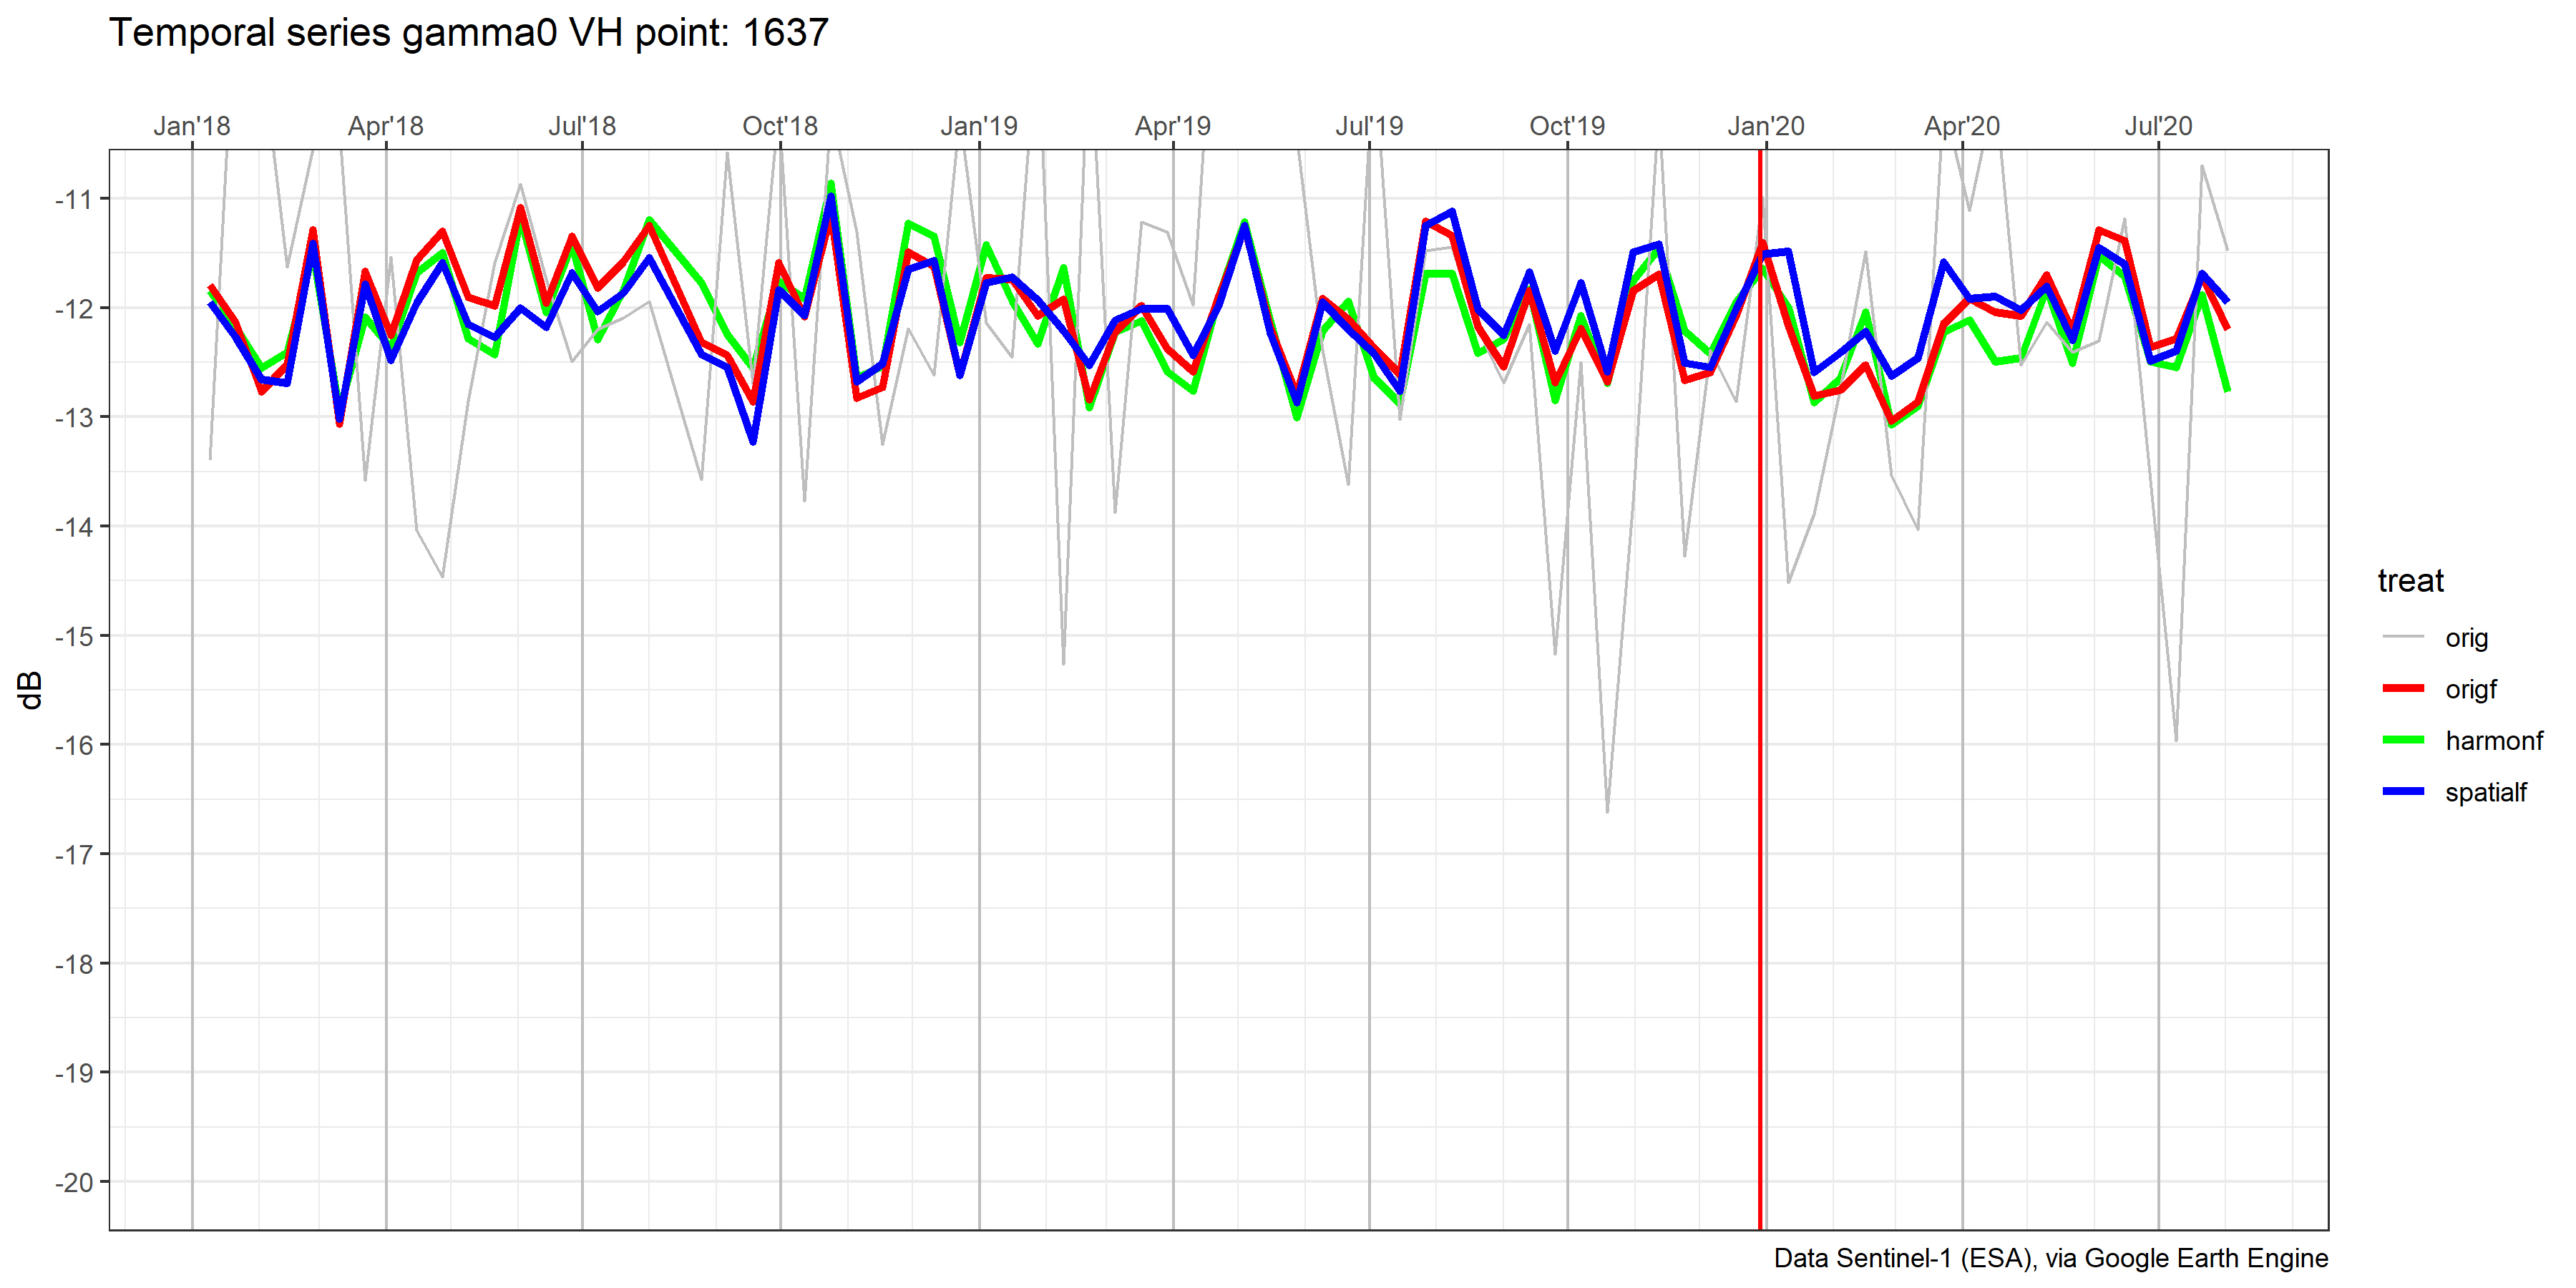 Temporal series gamma0 VH point: 1637
Jan'18 Apr'18 Jul'18 Oct'18 Jan'19 Apr'19 Jul'19 Oct'19 Jan'20 Apr'20 Jul'20
-11
-12
-13
-14
-15
-16
-17
-18
-19
-20
dB
treat
orig
origf
harmonf
spatialf
Data Sentinel-1 (ESA), via Google Earth Engine